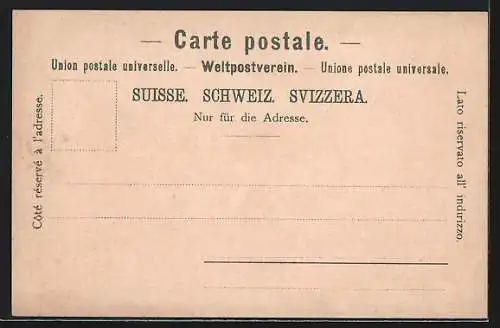 — Carte postale. —
Union postale universelle. — Weltpostverein. — Unione postale universale.
SUISSE. SCHWEIZ. SVIZZERA.
Nur für die Adresse.
Côté réservé à l'adresse.
Lato riservato all' indirizzo.